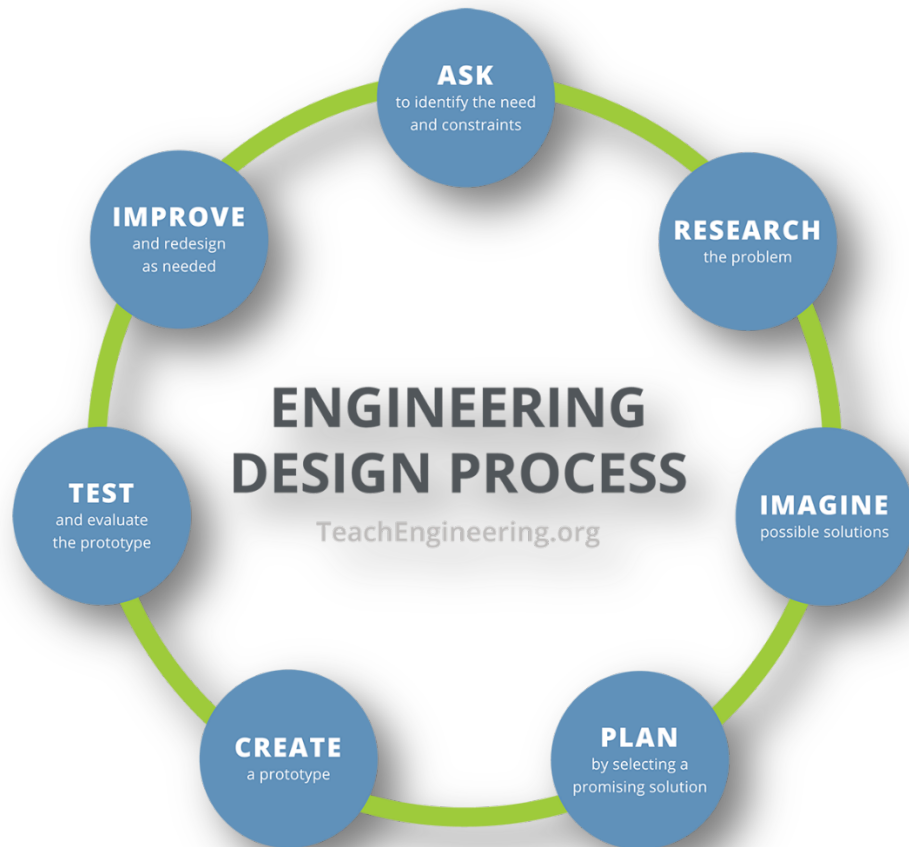 ASK
to identify the need
and constraints
RESEARCH
the problem
IMAGINE
possible solutions
PLAN
by selecting a
promising solution
CREATE
a prototype
TEST
and evaluate
the prototype
IMPROVE
and redesign
as needed
ENGINEERING
DESIGN PROCESS
TeachEngineering.org